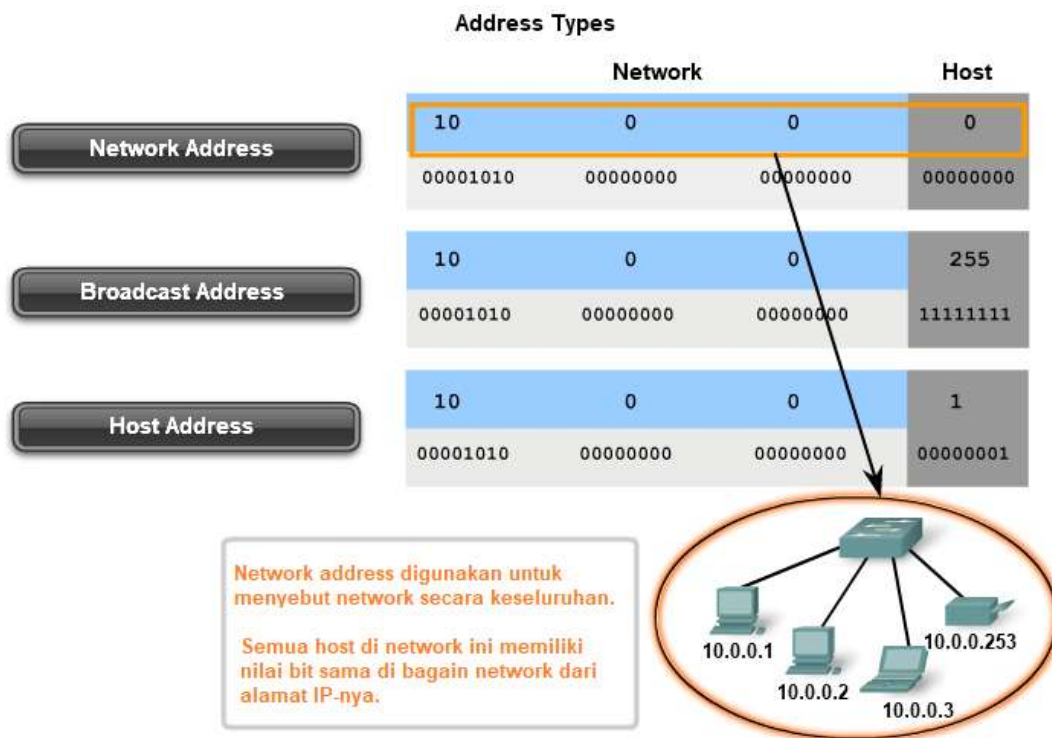 Address Types
Network Host
Network Address
10 0 0 0
00001010 00000000 00000000 00000000
Broadcast Address
10 0 0 255
00001010 00000000 00000000 11111111
Host Address
10 0 0 1
00001010 00000000 00000000 00000001
Network address digunakan untuk
menyebut network secara keseluruhan.
Semua host di network ini memiliki
nilai bit sama di bagain network dari
alamat IP-nya.
10.0.0.1
10.0.0.2
10.0.0.3
10.0.0.253